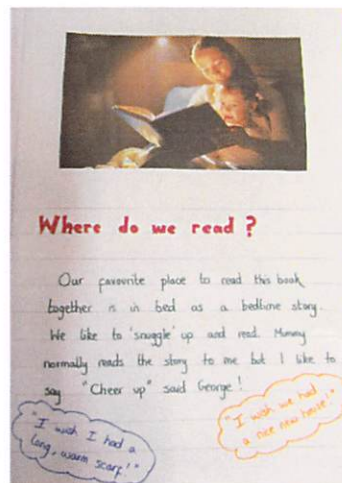 Where do we read?
Our favourite place to read this book
together is in bed as a bedtime story.
We like to 'snuggle' up and read. Mummy
normally reads the story to me but I like to
say "Cheer up" said George!
"I wish I had a
long, warm scarf!"
"I wish we had
a nice new house!"